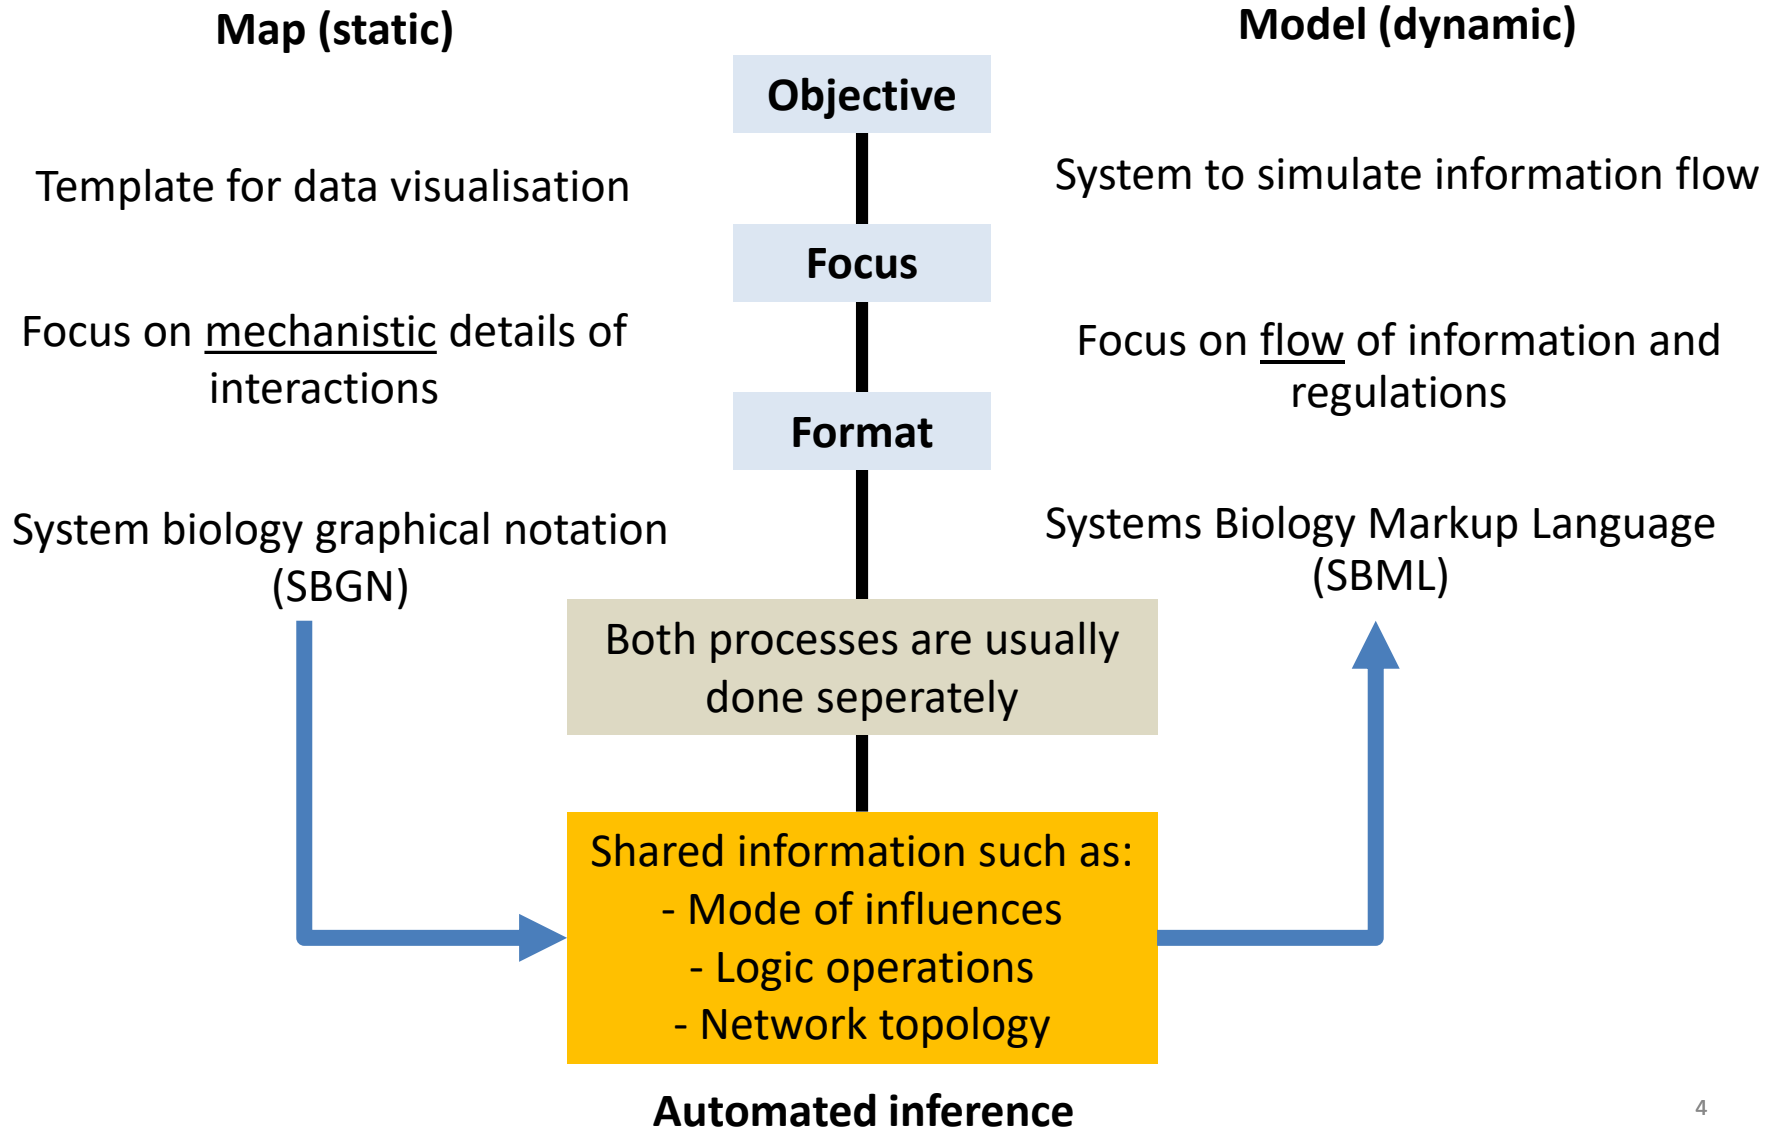 Map (static)
Model (dynamic)
Objective
Template for data visualisation
System to simulate information flow
Focus
Focus on mechanistic details of
interactions
Focus on flow of information and
regulations
Format
System biology graphical notation
(SBGN)
Systems Biology Markup Language
(SBML)
Both processes are usually
done seperately
Shared information such as:
- Mode of influences
- Logic operations
- Network topology
Automated inference
4